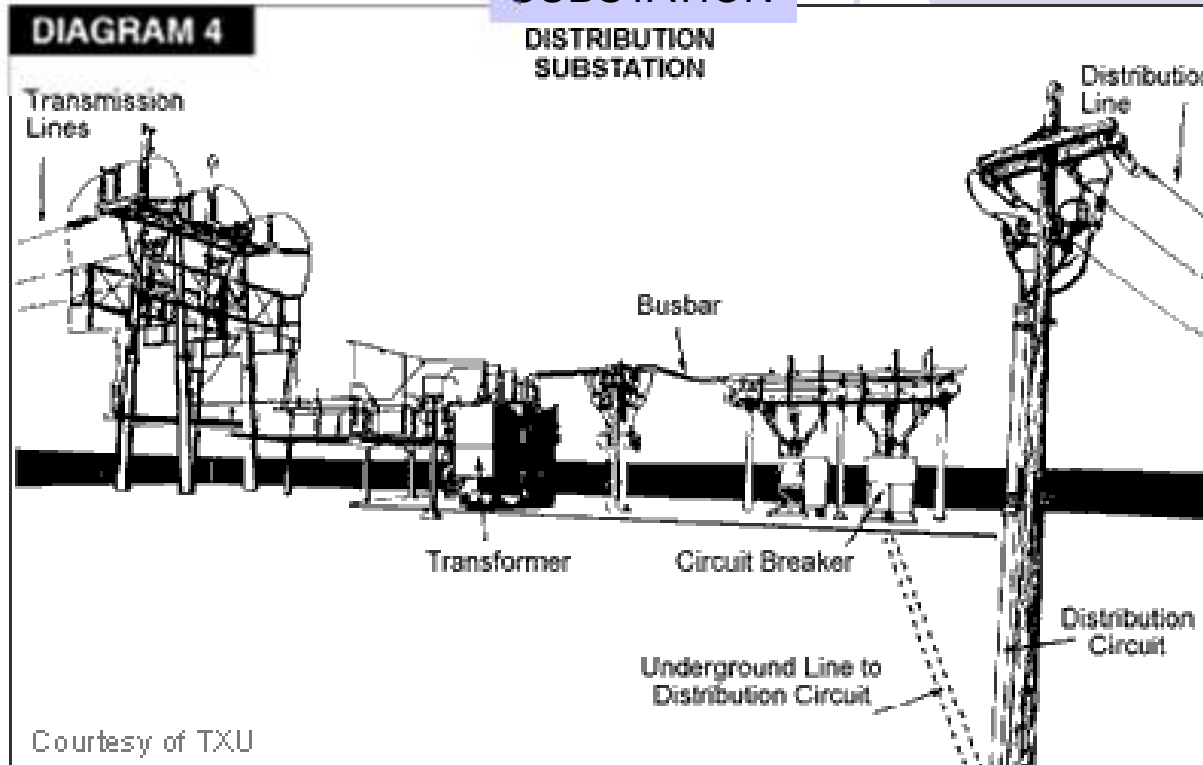 SUBSTATION
DIAGRAM 4
DISTRIBUTION
SUBSTATION
Transmission
Lines
Distribution
Line
Busbar
Transformer
Circuit Breaker
Distribution
Circuit
Underground Line to
Distribution Circuit
Courtesy of TXU